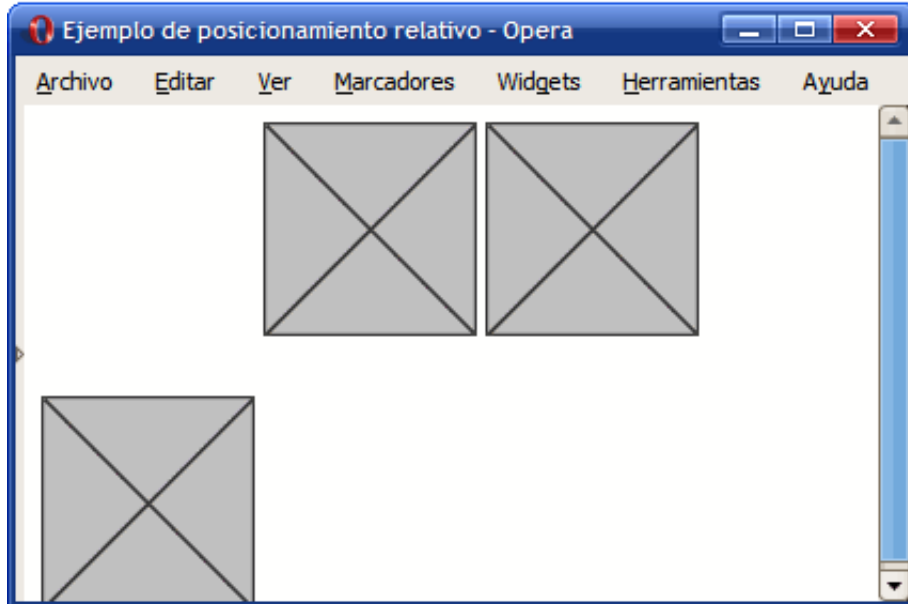 Ejemplo de posicionamiento relativo - Opera
Archivo Editar Ver Marcadores Widgets Herramientas Ayuda